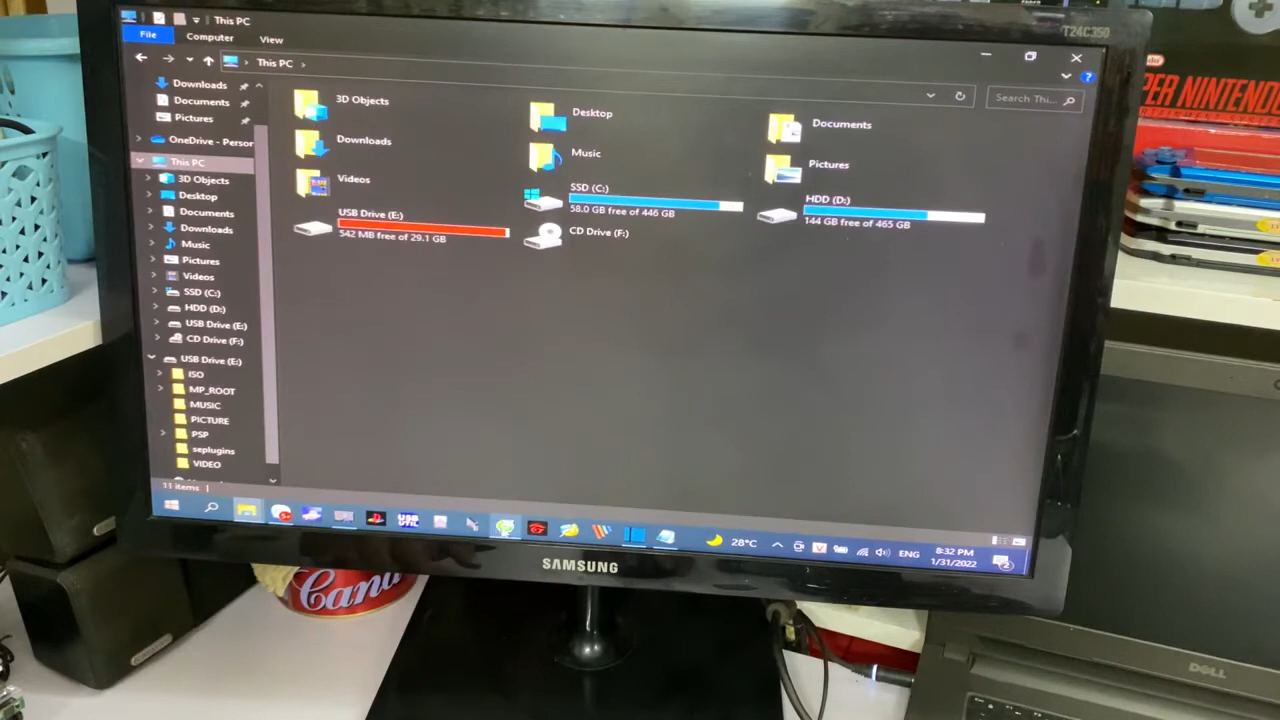 This PC
T24C350
File
Computer
View
This PC
Search Thi...
Downloads
Documents
Pictures
OneDrive - Person
This PC
3D Objects
Desktop
Documents
Downloads
Music
Pictures
Videos
SSD (C:)
HDD (D:)
USB Drive (E:)
CD Drive (F:)
USB Drive (E:)
ISO
MP_ROOT
MUSIC
PICTURE
PSP
seplugins
VIDEO
3D Objects
Desktop
Documents
Downloads
Music
Pictures
Videos
SSD (C:)
58.0 GB free of 446 GB
HDD (D:)
144 GB free of 465 GB
USB Drive (E:)
542 MB free of 29.1 GB
CD Drive (F:)
11 items
USB
UTIL
28°C
ENG
8:32 PM
1/31/2022
2
SAMSUNG
DELL